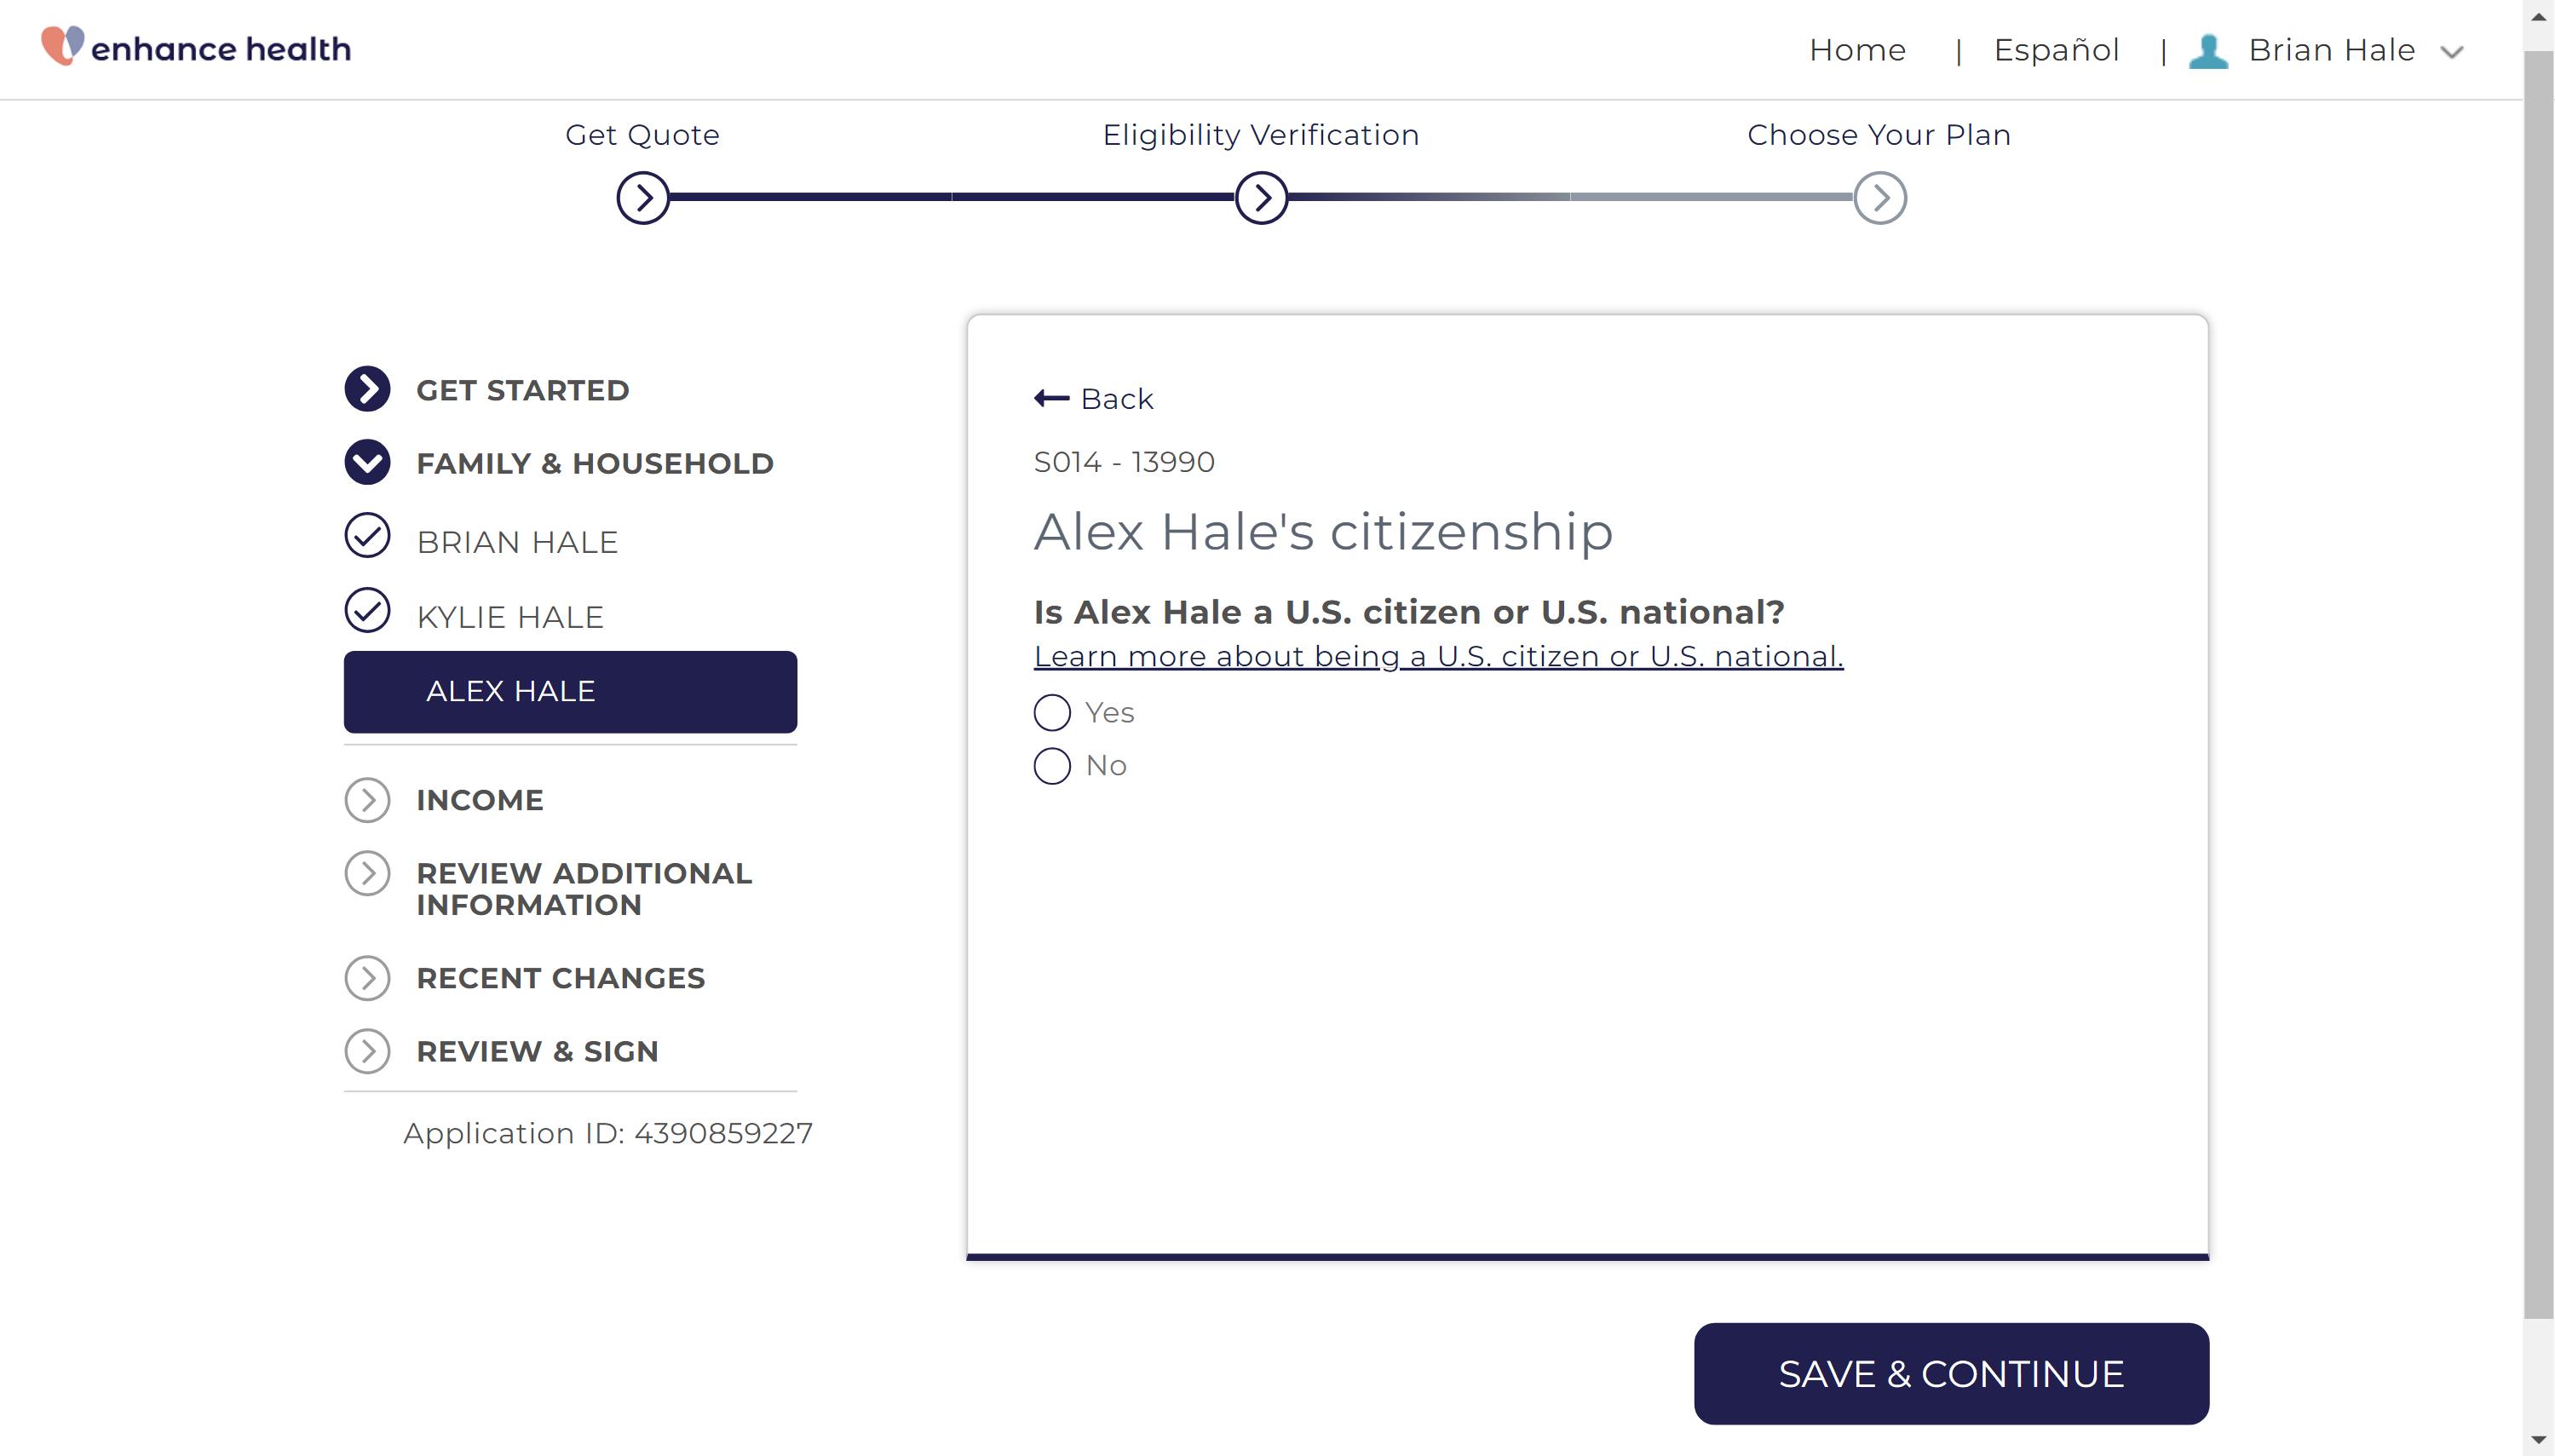 enhance health
Home | Español | Brian Hale
Get Quote
Eligibility Verification
Choose Your Plan
GET STARTED
FAMILY & HOUSEHOLD
BRIAN HALE
KYLIE HALE
ALEX HALE
INCOME
REVIEW ADDITIONAL
INFORMATION
RECENT CHANGES
REVIEW & SIGN
Application ID: 4390859227
Back
S014 - 13990
Alex Hale's citizenship
Is Alex Hale a U.S. citizen or U.S. national?
Learn more about being a U.S. citizen or U.S. national.
Yes
No
SAVE & CONTINUE